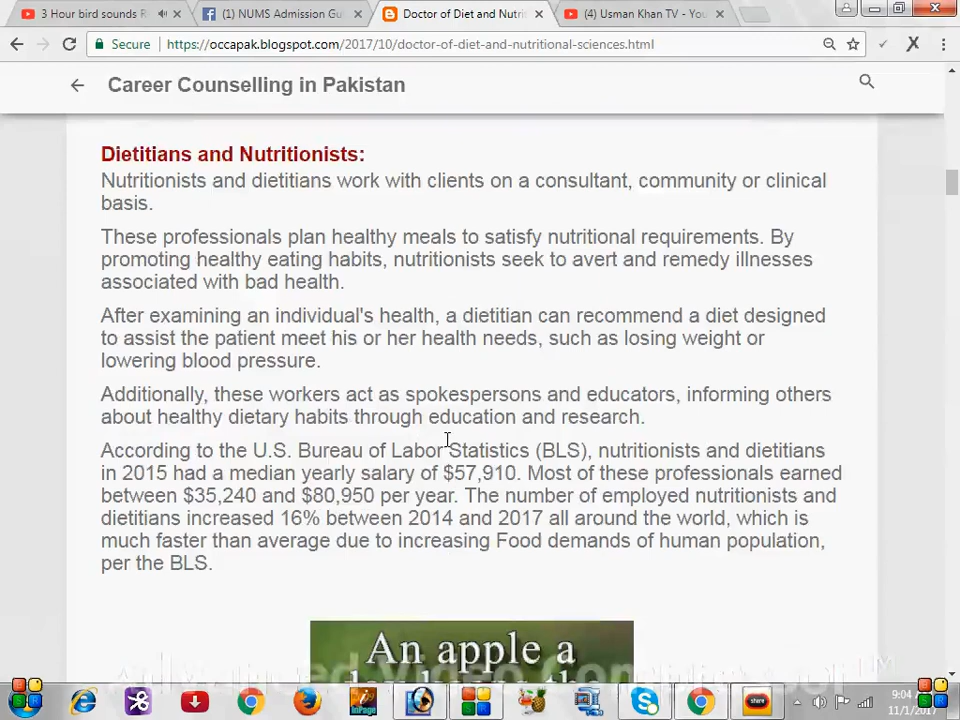 3 Hour bird sounds
(1) NUMS Admission Gu
Doctor of Diet and Nutri
(4) Usman Khan TV - You
Secure
https://occapak.blogspot.com/2017/10/doctor-of-diet-and-nutritional-sciences.html
Career Counselling in Pakistan
Dietitians and Nutritionists:
Nutritionists and dietitians work with clients on a consultant, community or clinical
basis.
These professionals plan healthy meals to satisfy nutritional requirements. By
promoting healthy eating habits, nutritionists seek to avert and remedy illnesses
associated with bad health.
After examining an individual's health, a dietitian can recommend a diet designed
to assist the patient meet his or her health needs, such as losing weight or
lowering blood pressure.
Additionally, these workers act as spokespersons and educators, informing others
about healthy dietary habits through education and research.
According to the U.S. Bureau of Labor Statistics (BLS), nutritionists and dietitians
in 2015 had a median yearly salary of $57,910. Most of these professionals earned
between $35,240 and $80,950 per year. The number of employed nutritionists and
dietitians increased 16% between 2014 and 2017 all around the world, which is
much faster than average due to increasing Food demands of human population,
per the BLS.
An apple a
InPage
share
9:04
11/1/2017